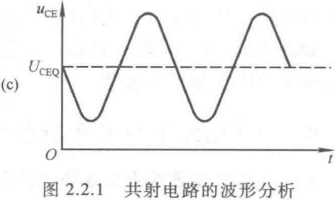 u_CE
U_CEQ
(c)
O
t
图 2.2.1 共射电路的波形分析